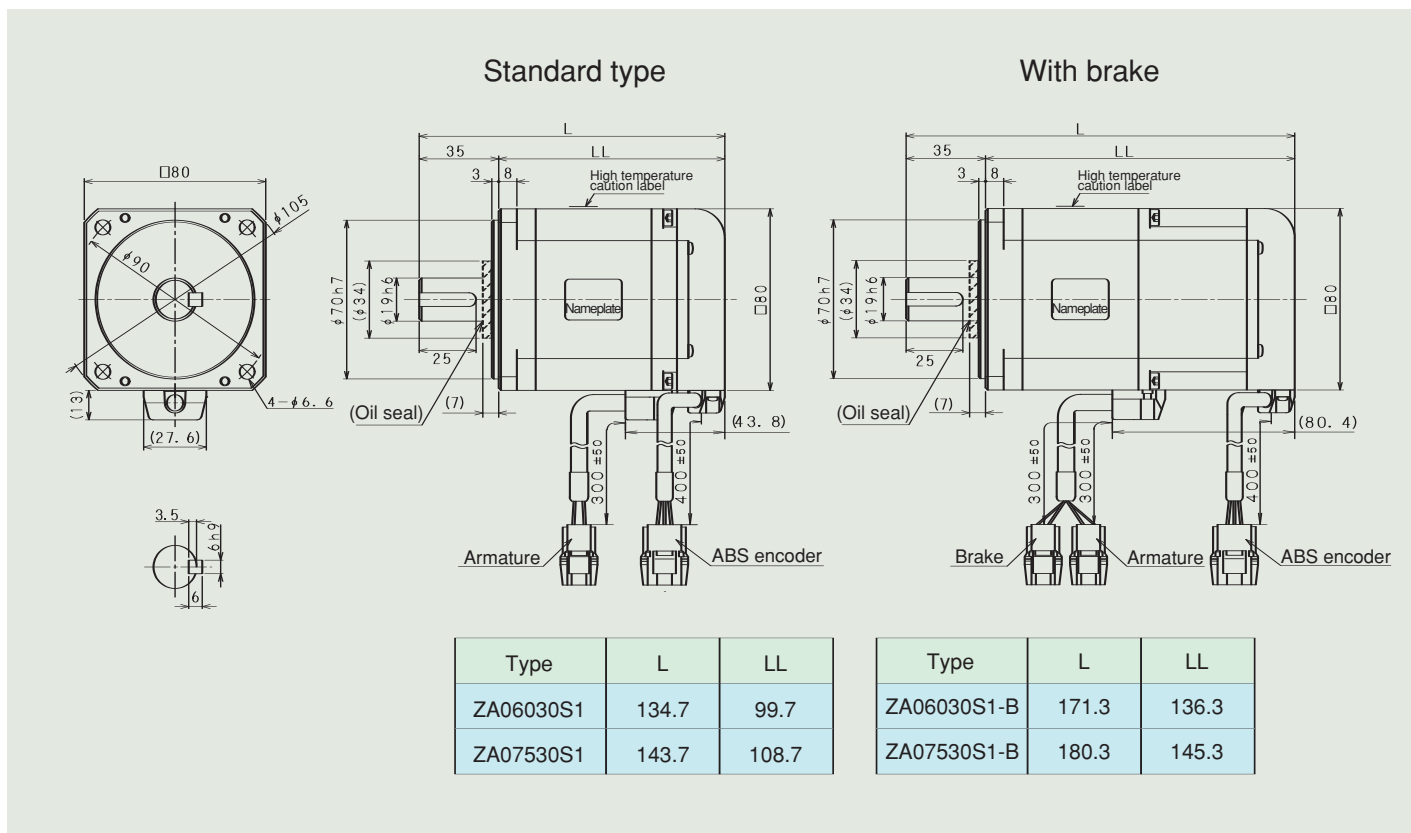 Standard type
With brake
L
35
LL
3
8
High temperature
caution label
L
35
LL
3
8
High temperature
caution label
□80
φ105
φ90
φ70h7
(φ34)
φ19h6
Nameplate
□80
φ70h7
(φ34)
φ19h6
Nameplate
□80
25
25
(13)
4-φ6.6
(27.6)
(Oil seal)
(7)
(43.8)
(Oil seal)
(7)
(80.4)
300±50
400±50
300±50
300±50
400±50
3.5
6h9
6
Armature
ABS encoder
Brake
Armature
ABS encoder
Type L LL
ZA06030S1 134.7 99.7
ZA07530S1 143.7 108.7
Type L LL
ZA06030S1-B 171.3 136.3
ZA07530S1-B 180.3 145.3